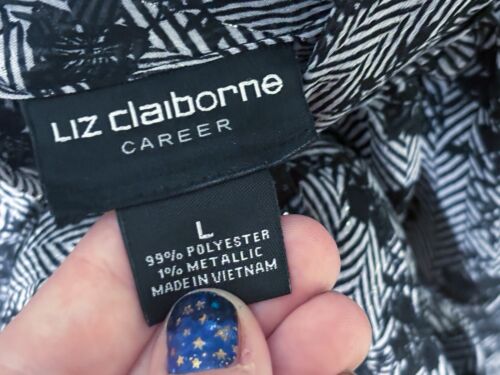 Liz claiborne
CAREER
L
99% POLYESTER
1% METALLIC
MADE IN VIETNAM